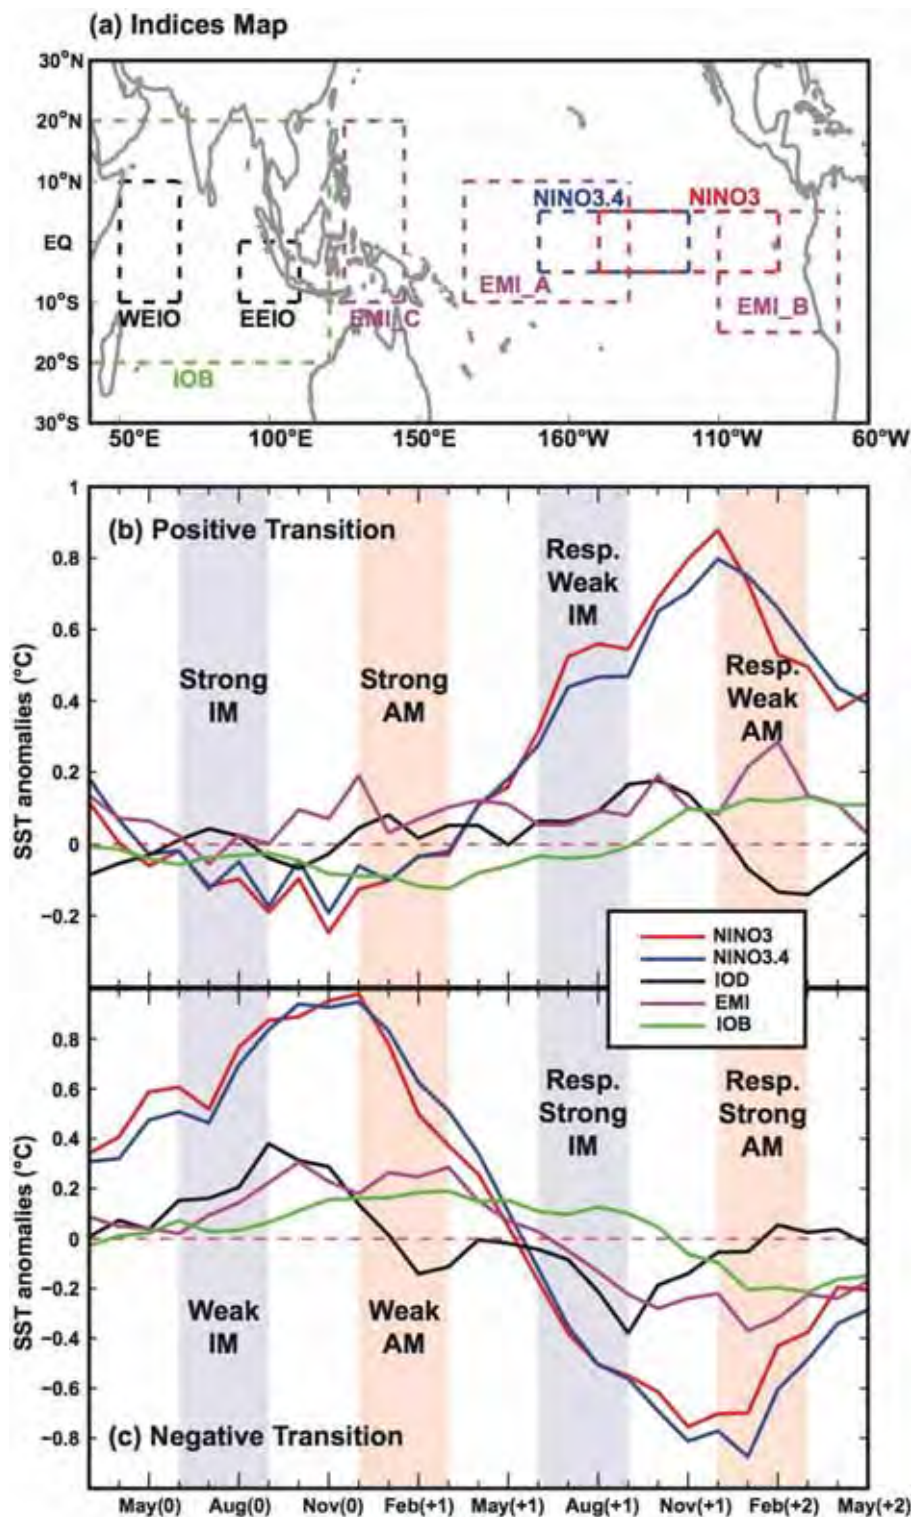 (a) Indices Map
30°N
20°N
10°N
EQ
10°S
20°S
30°S
NINO3.4
NINO3
EMI_A
EMI_B
WEIO
EEIO
EMI_C
IOB
50°E
100°E
150°E
160°W
110°W
60°W
(b) Positive Transition
SST anomalies (°C)
1
0.8
0.6
0.4
0.2
0
−0.2
Resp.
Weak
IM
Strong
IM
Strong
AM
Resp.
Weak
AM
NINO3
NINO3.4
IOD
EMI
IOB
SST anomalies (°C)
0.8
0.6
0.4
0.2
0
−0.2
−0.4
−0.6
−0.8
Resp.
Strong
IM
Resp.
Strong
AM
Weak
IM
Weak
AM
(c) Negative Transition
May(0)
Aug(0)
Nov(0)
Feb(+1)
May(+1)
Aug(+1)
Nov(+1)
Feb(+2)
May(+2)